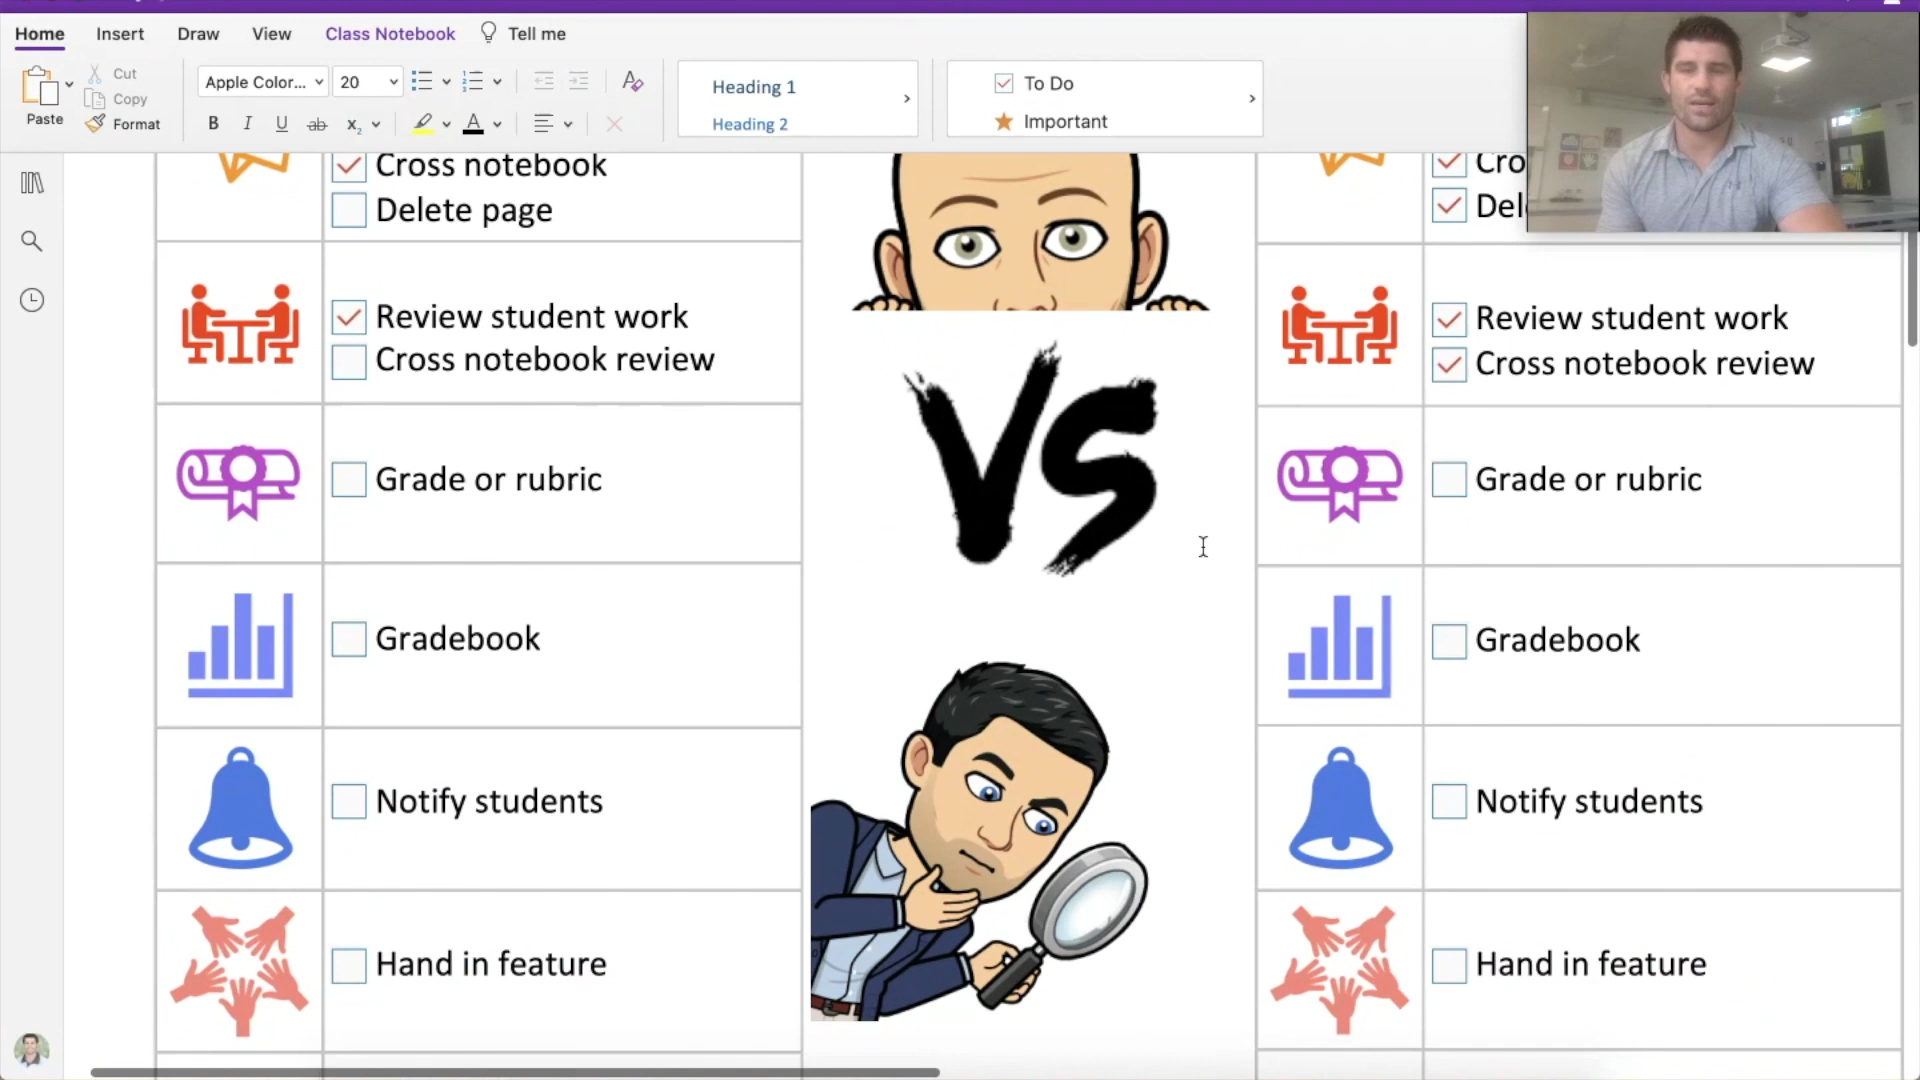 Home Insert Draw View Class Notebook Tell me
Paste
Cut
Copy
Format
Apple Color... 20
B I U ab x₂ A
Heading 1
Heading 2
To Do
Important
Cross notebook
Delete page
Review student work
Cross notebook review
Grade or rubric
Gradebook
Notify students
Hand in feature
VS
Cro
Del
Review student work
Cross notebook review
Grade or rubric
Gradebook
Notify students
Hand in feature